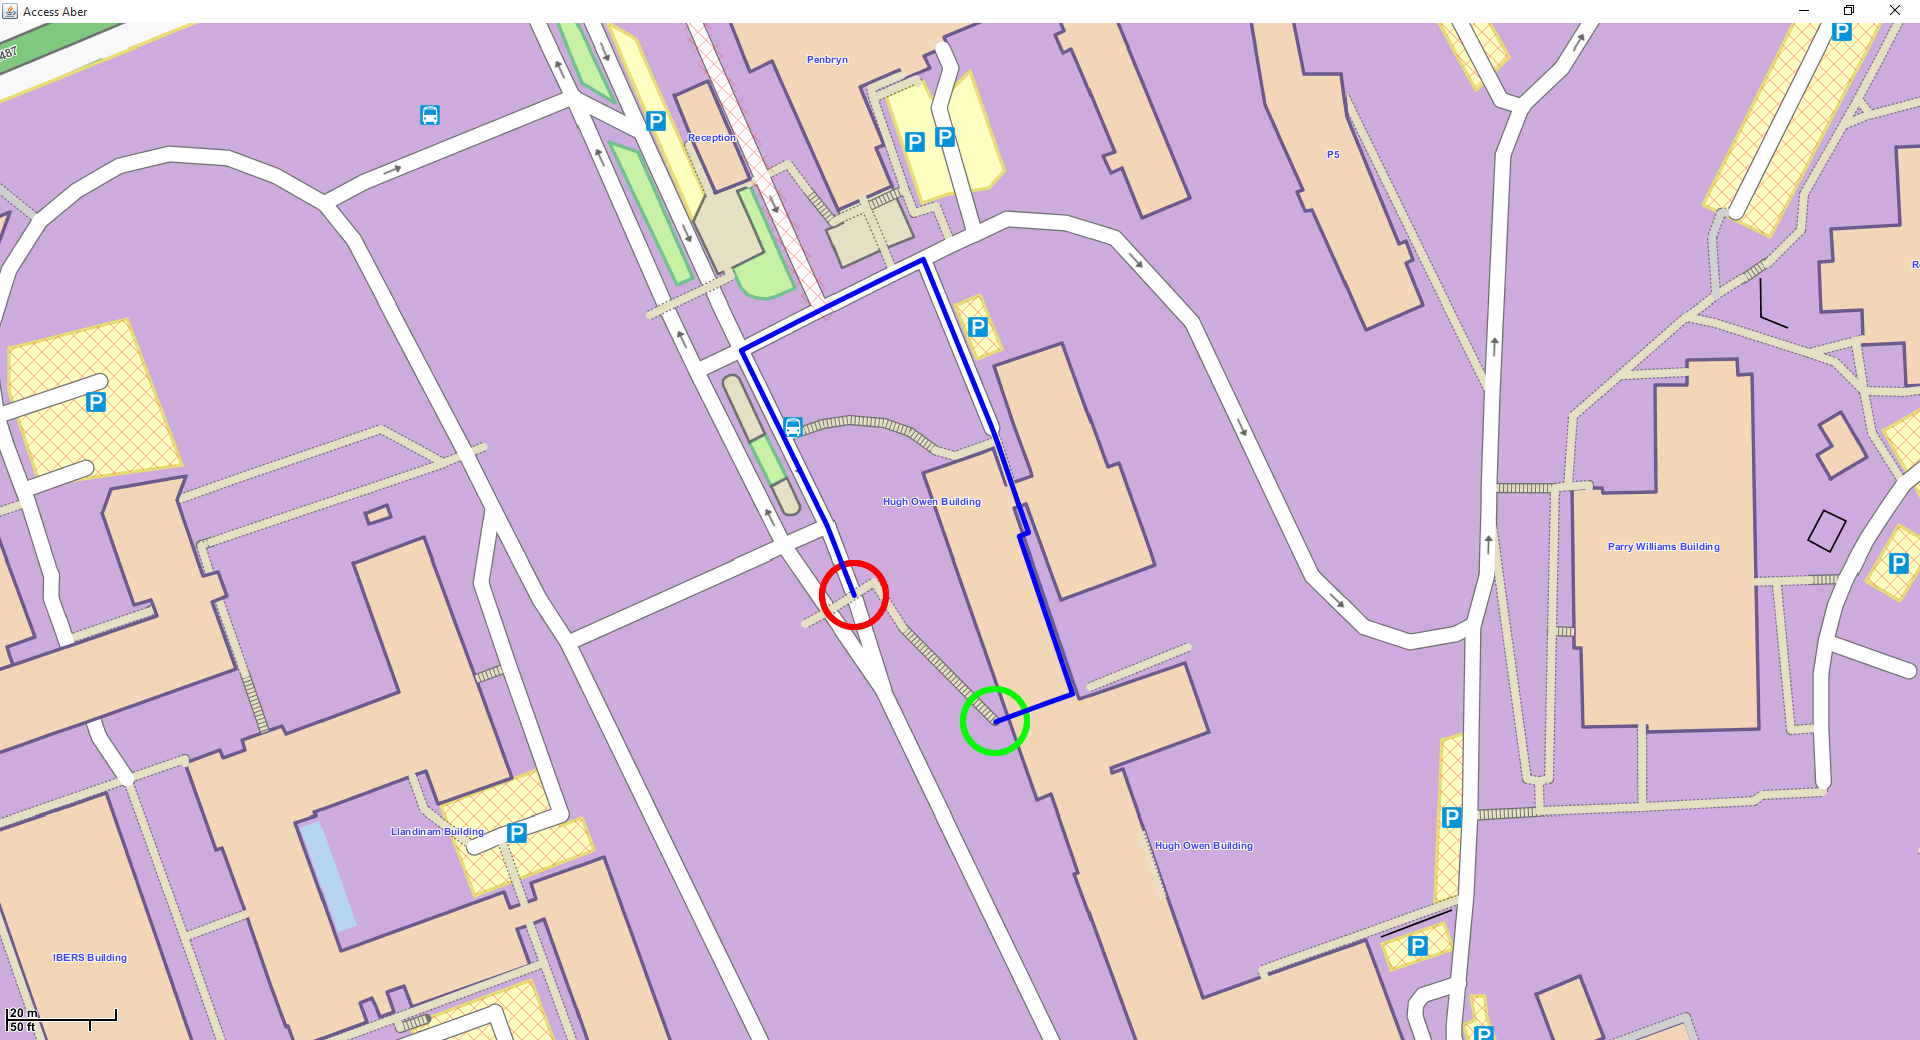 Access Aber
487
Penbryn
P
P
Reception
P
P
P5
P
R
P
Hugh Owen Building
Parry Williams Building
P
Llandinam Building
P
P
Hugh Owen Building
IBERS Building
P
20 m
50 ft
P